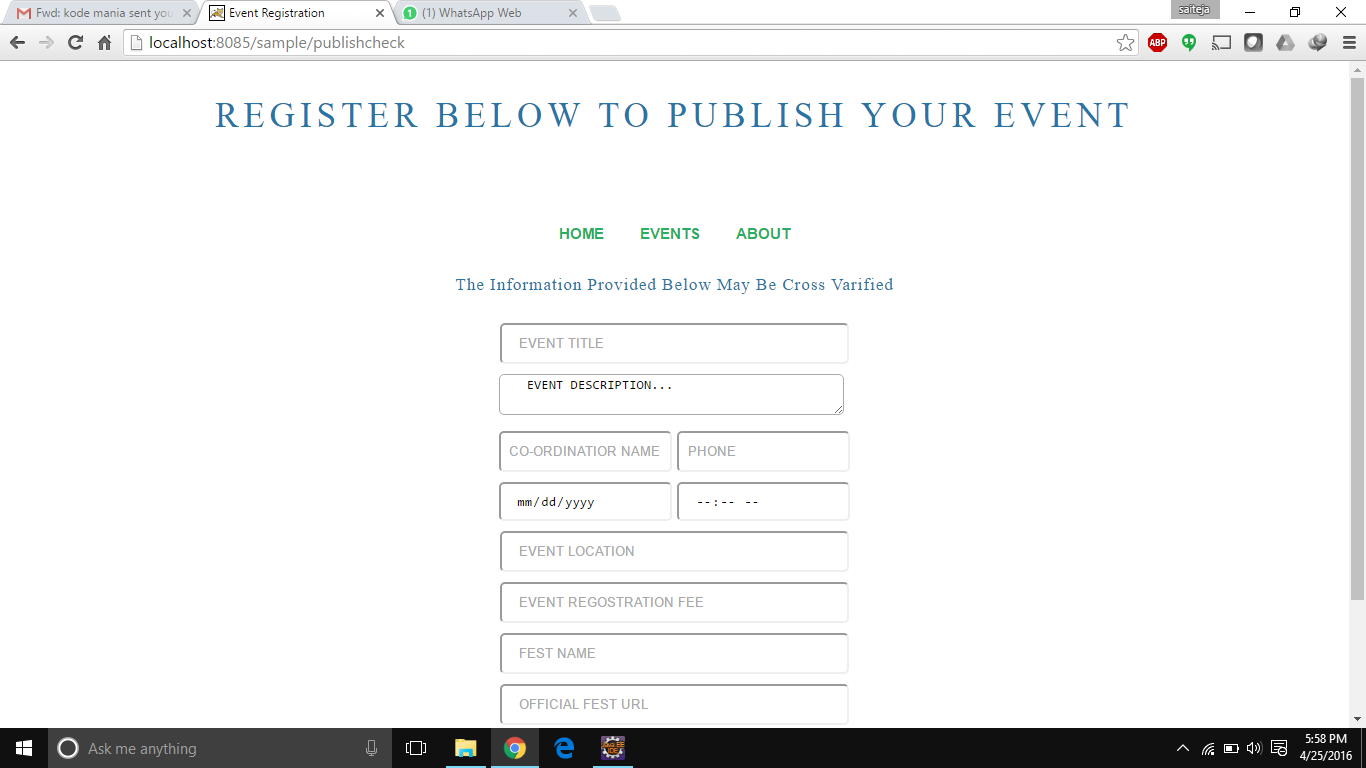 Fwd: kode mania sent you
Event Registration
(1) WhatsApp Web
saiteja
localhost:8085/sample/publishcheck
ABP
REGISTER BELOW TO PUBLISH YOUR EVENT
HOME EVENTS ABOUT
The Information Provided Below May Be Cross Varified
EVENT TITLE
EVENT DESCRIPTION...
CO-ORDINATIOR NAME PHONE
mm/dd/yyyy --:-- --
EVENT LOCATION
EVENT REGOSTRATION FEE
FEST NAME
OFFICIAL FEST URL
Ask me anything
Java EE
IDE
5:58 PM
4/25/2016